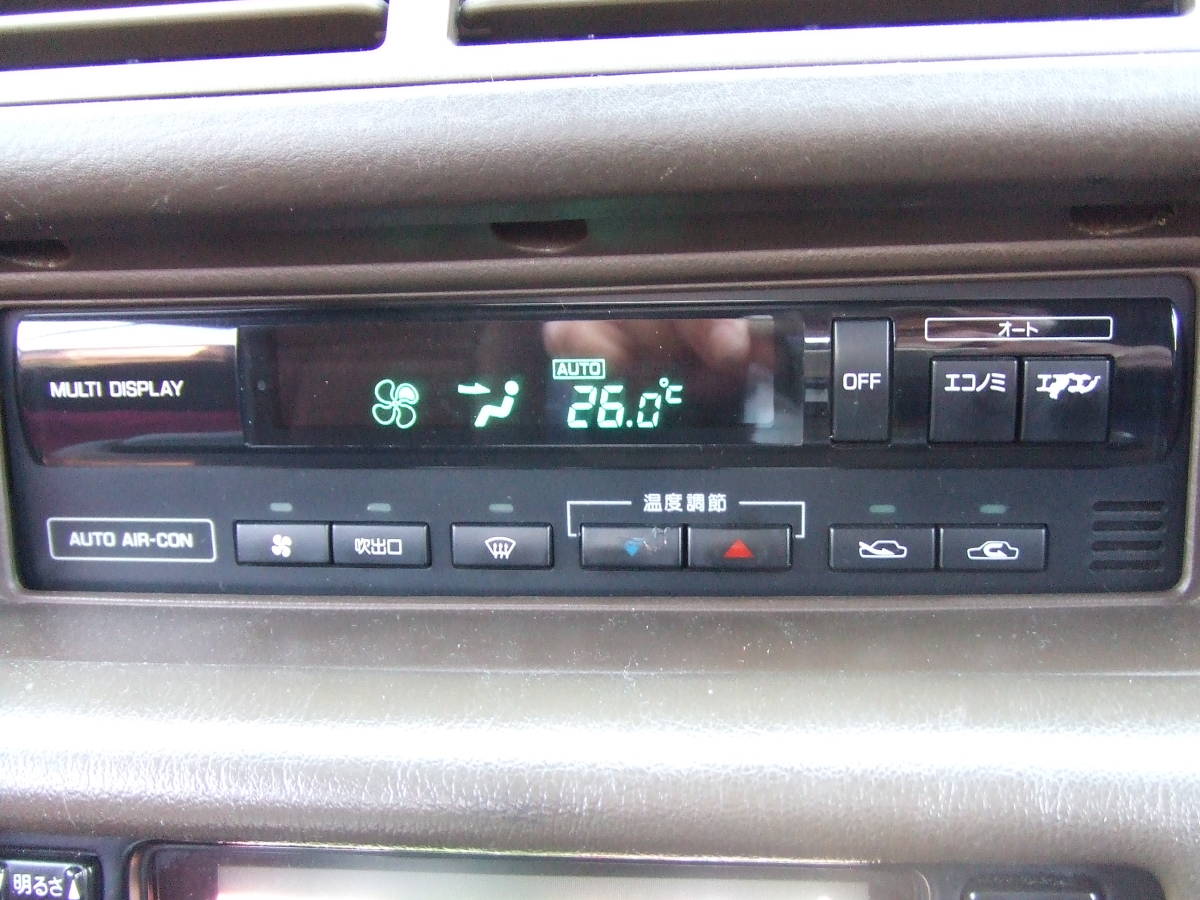 オート
MULTI DISPLAY
AUTO
26.0℃
OFF
エコノミ
エアコン
温度調節
AUTO AIR-CON
吹出口
明るさ